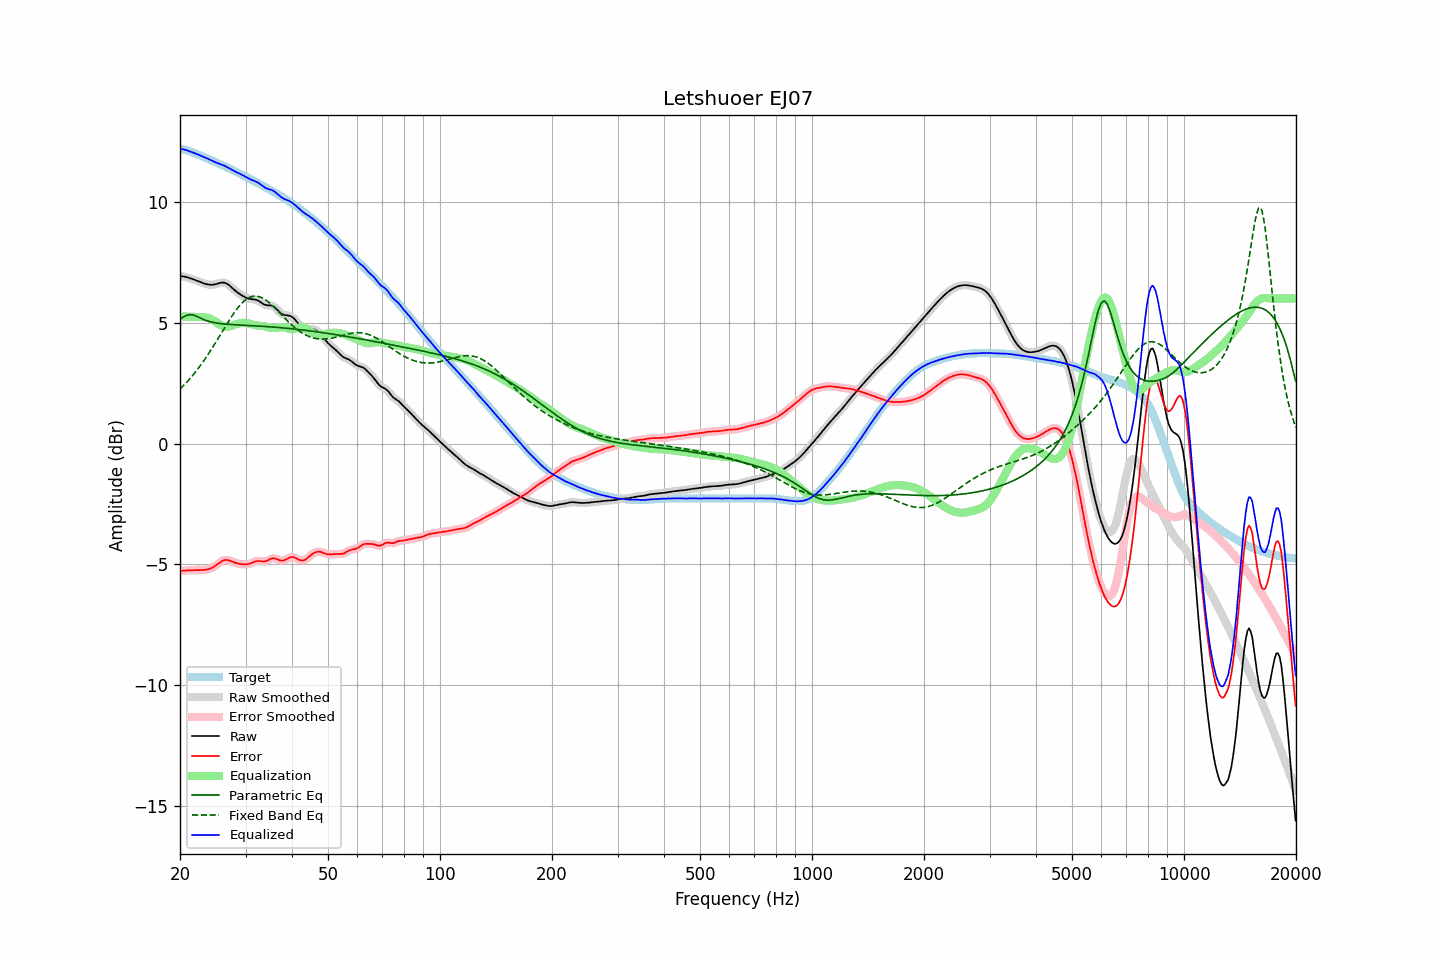 Letshuoer EJ07
Amplitude (dBr)
10
5
0
−5
−10
−15
Target
Raw Smoothed
Error Smoothed
Raw
Error
Equalization
Parametric Eq
Fixed Band Eq
Equalized
20 50 100 200 500 1000 2000 5000 10000 20000
Frequency (Hz)